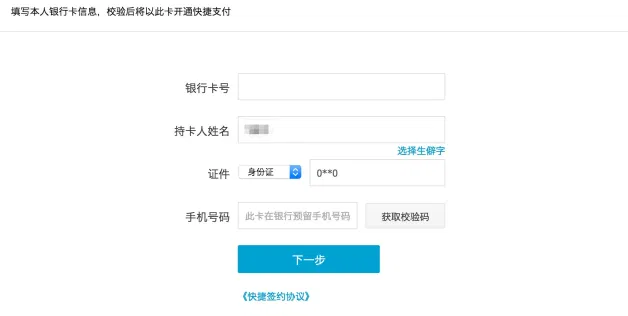 填写本人银行卡信息，校验后将以此卡开通快捷支付
银行卡号
持卡人姓名
选择生僻字
证件 身份证 0**0
手机号码 此卡在银行预留手机号码 获取校验码
下一步
《快捷签约协议》